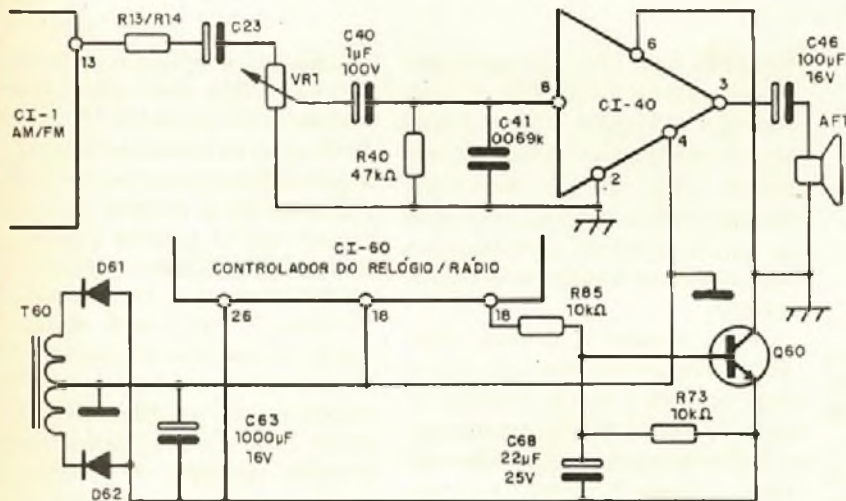 R13/R14
C23
13
CI-1
AM/FM
VR1
C40
1µF
100V
8
6
CI-40
3
4
2
C46
100µF
16V
AFT
R40
47kΩ
C41
0069k
CI-60
CONTROLADOR DO RELÓGIO/RÁDIO
26
18
18
D61
T60
D62
C63
1000µF
16V
R85
10kΩ
Q60
R73
10kΩ
C68
22µF
25V